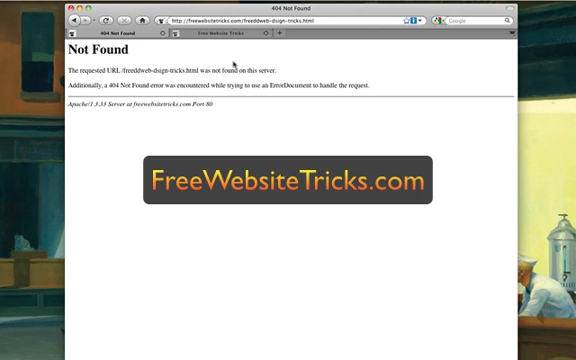 404 Not Found
http://freewebsitetricks.com/freeddweb-dsign-tricks.html
Google
404 Not Found
Free Website Tricks
Not Found
The requested URL /freeddweb-dsign-tricks.html was not found on this server.
Additionally, a 404 Not Found error was encountered while trying to use an ErrorDocument to handle the request.
Apache/1.3.33 Server at freewebsitetricks.com Port 80
FreeWebsiteTricks.com